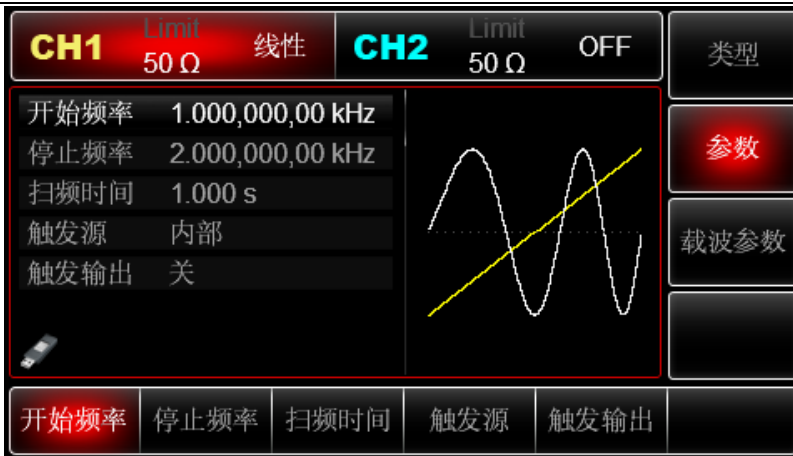 CH1 Limit 50 Ω 线性 CH2 Limit 50 Ω OFF
类型
开始频率 1.000,000,00 kHz
停止频率 2.000,000,00 kHz
扫频时间 1.000 s
触发源 内部
触发输出 关
参数
载波参数
开始频率 停止频率 扫频时间 触发源 触发输出